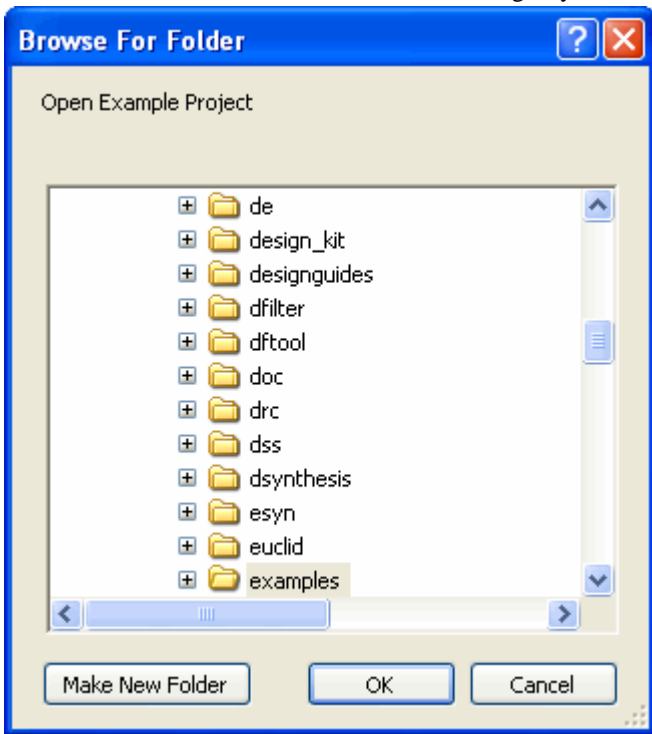 Browse For Folder
Open Example Project
de
design_kit
designguides
dfilter
dftool
doc
drc
dss
dsynthesis
esyn
euclid
examples
Make New Folder OK Cancel